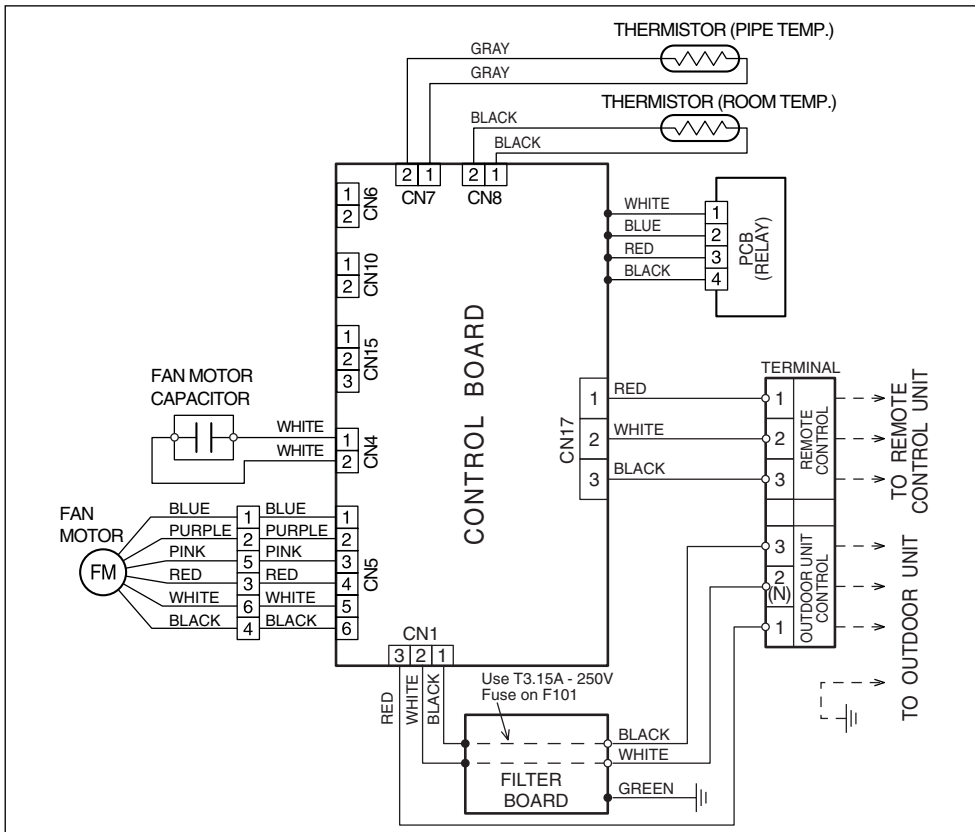 THERMISTOR (PIPE TEMP.)
GRAY
GRAY
THERMISTOR (ROOM TEMP.)
BLACK
BLACK
2 1
CN7
2 1
CN8
1
2
CN6
1
2
CN10
1
2
3
CN15
CONTROL BOARD
WHITE
BLUE
RED
BLACK
1
2
3
4
PCB
(RELAY)
FAN MOTOR
CAPACITOR
WHITE
WHITE
1
2
CN4
FAN
MOTOR
FM
BLUE 1 BLUE 1
PURPLE 2 PURPLE 2
PINK 5 PINK 3
RED 3 RED 4
WHITE 6 WHITE 5
BLACK 4 BLACK 6
CN5
1 RED
2 WHITE
3 BLACK
CN17
TERMINAL
1
2
3
REMOTE
CONTROL
TO REMOTE
CONTROL UNIT
3
2
(N)
1
OUTDOOR UNIT
CONTROL
TO OUTDOOR UNIT
CN1
3 2 1
RED
WHITE
BLACK
Use T3.15A - 250V
Fuse on F101
FILTER
BOARD
BLACK
WHITE
GREEN